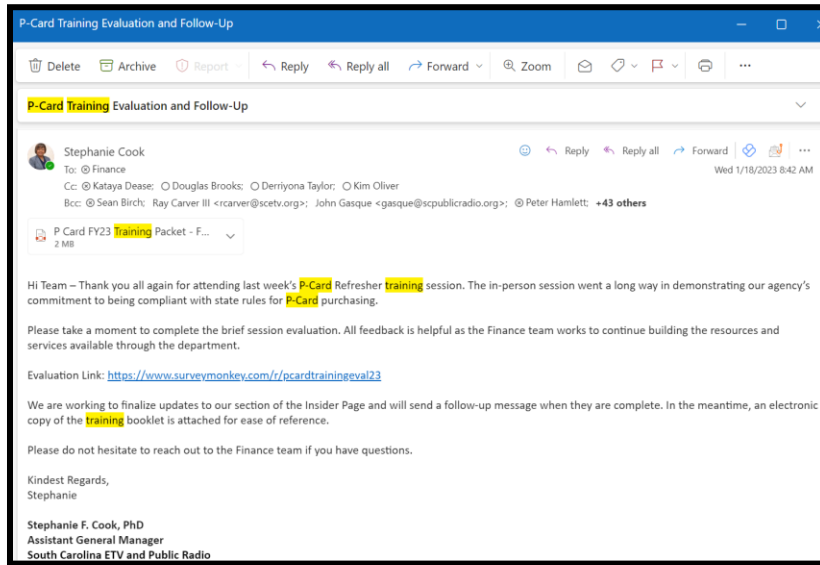 P-Card Training Evaluation and Follow-Up
Delete Archive Report Reply Reply all Forward Zoom
P-Card Training Evaluation and Follow-Up
Stephanie Cook
Reply Reply all Forward
To: Finance
Wed 1/18/2023 8:42 AM
Cc: Kataya Dease; Douglas Brooks; Derriyona Taylor; Kim Oliver
Bcc: Sean Birch; Ray Carver III <rcarver@scetv.org>; John Gasque <gasque@scpublicradio.org>; Peter Hamlett; +43 others
P Card FY23 Training Packet - F...
2 MB
Hi Team – Thank you all again for attending last week's P-Card Refresher training session. The in-person session went a long way in demonstrating our agency's
commitment to being compliant with state rules for P-Card purchasing.
Please take a moment to complete the brief session evaluation. All feedback is helpful as the Finance team works to continue building the resources and
services available through the department.
Evaluation Link: https://www.surveymonkey.com/r/pcardtrainingeval23
We are working to finalize updates to our section of the Insider Page and will send a follow-up message when they are complete. In the meantime, an electronic
copy of the training booklet is attached for ease of reference.
Please do not hesitate to reach out to the Finance team if you have questions.
Kindest Regards,
Stephanie
Stephanie F. Cook, PhD
Assistant General Manager
South Carolina ETV and Public Radio